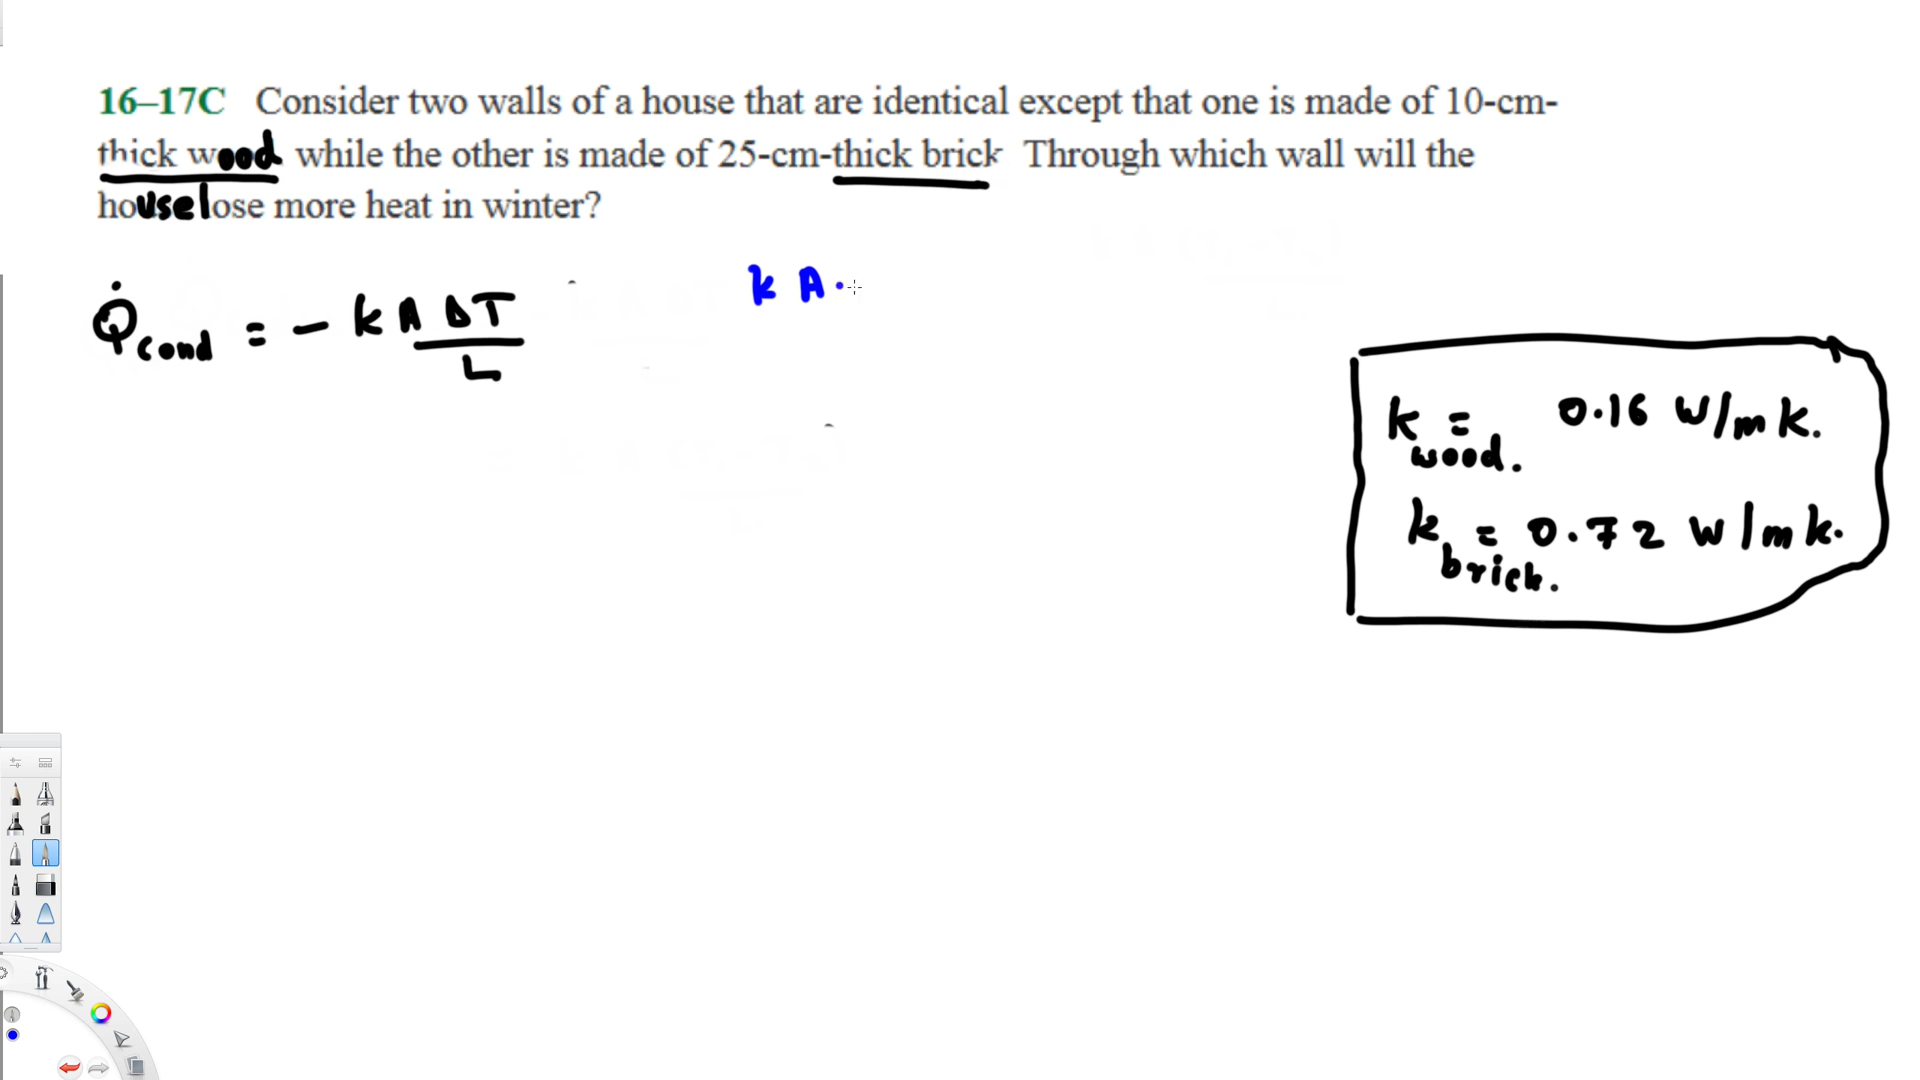 16–17C Consider two walls of a house that are identical except that one is made of 10-cm-
thick wood while the other is made of 25-cm-thick brick Through which wall will the
house lose more heat in winter?
k A ·
Q̇cond = - k A ΔT / L
k wood. = 0.16 W/mk.
k brick. = 0.72 W/mk.